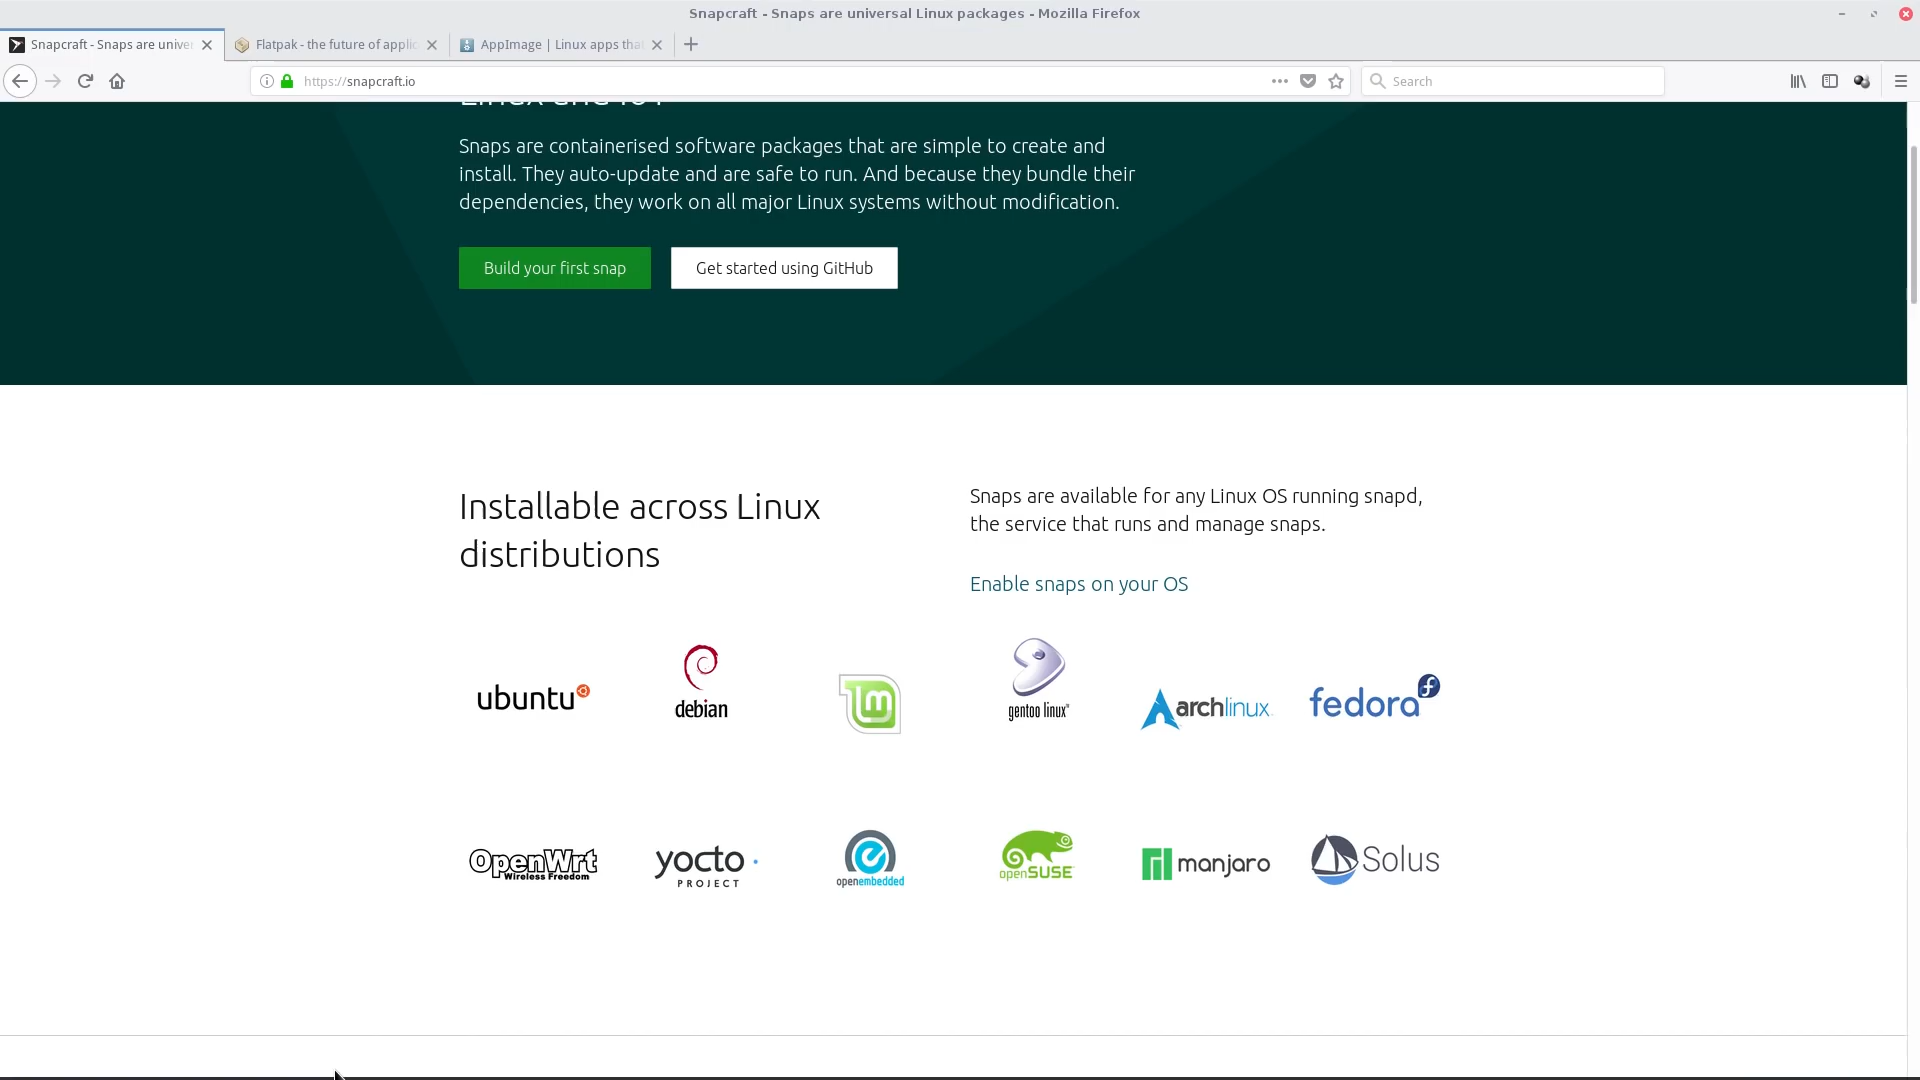 Snapcraft - Snaps are universal Linux packages - Mozilla Firefox
Snapcraft - Snaps are univer
Flatpak - the future of applic
AppImage | Linux apps that
https://snapcraft.io
Search
Snaps are containerised software packages that are simple to create and
install. They auto-update and are safe to run. And because they bundle their
dependencies, they work on all major Linux systems without modification.
Build your first snap
Get started using GitHub
Installable across Linux
distributions
Snaps are available for any Linux OS running snapd,
the service that runs and manage snaps.
Enable snaps on your OS
ubuntu
debian
gentoo linux
archlinux
fedora
OpenWrt
Wireless Freedom
yocto
PROJECT
openembedded
openSUSE
manjaro
Solus